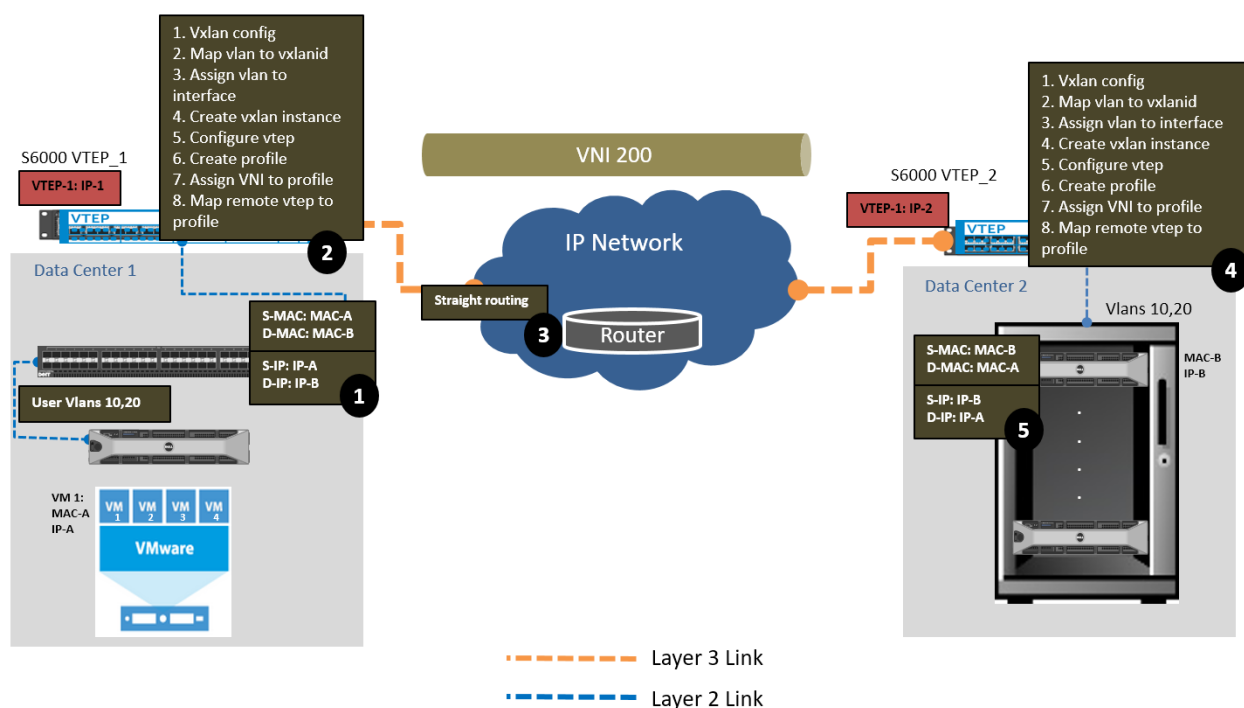 1. Vxlan config
2. Map vlan to vxlanid
3. Assign vlan to
interface
4. Create vxlan instance
5. Configure vtep
6. Create profile
7. Assign VNI to profile
8. Map remote vtep to
profile
2
S6000 VTEP_1
VTEP-1: IP-1
VTEP
Data Center 1
S-MAC: MAC-A
D-MAC: MAC-B
S-IP: IP-A
D-IP: IP-B
1
User Vlans 10,20
VM 1:
MAC-A
IP-A
VM
1
VM
2
VM
3
VM
4
VMware
VNI 200
IP Network
Straight routing
3
Router
1. Vxlan config
2. Map vlan to vxlanid
3. Assign vlan to interface
4. Create vxlan instance
5. Configure vtep
6. Create profile
7. Assign VNI to profile
8. Map remote vtep to
profile
4
S6000 VTEP_2
VTEP-1: IP-2
VTEP
Data Center 2
Vlans 10,20
S-MAC: MAC-B
D-MAC: MAC-A
S-IP: IP-B
D-IP: IP-A
5
MAC-B
IP-B
Layer 3 Link
Layer 2 Link